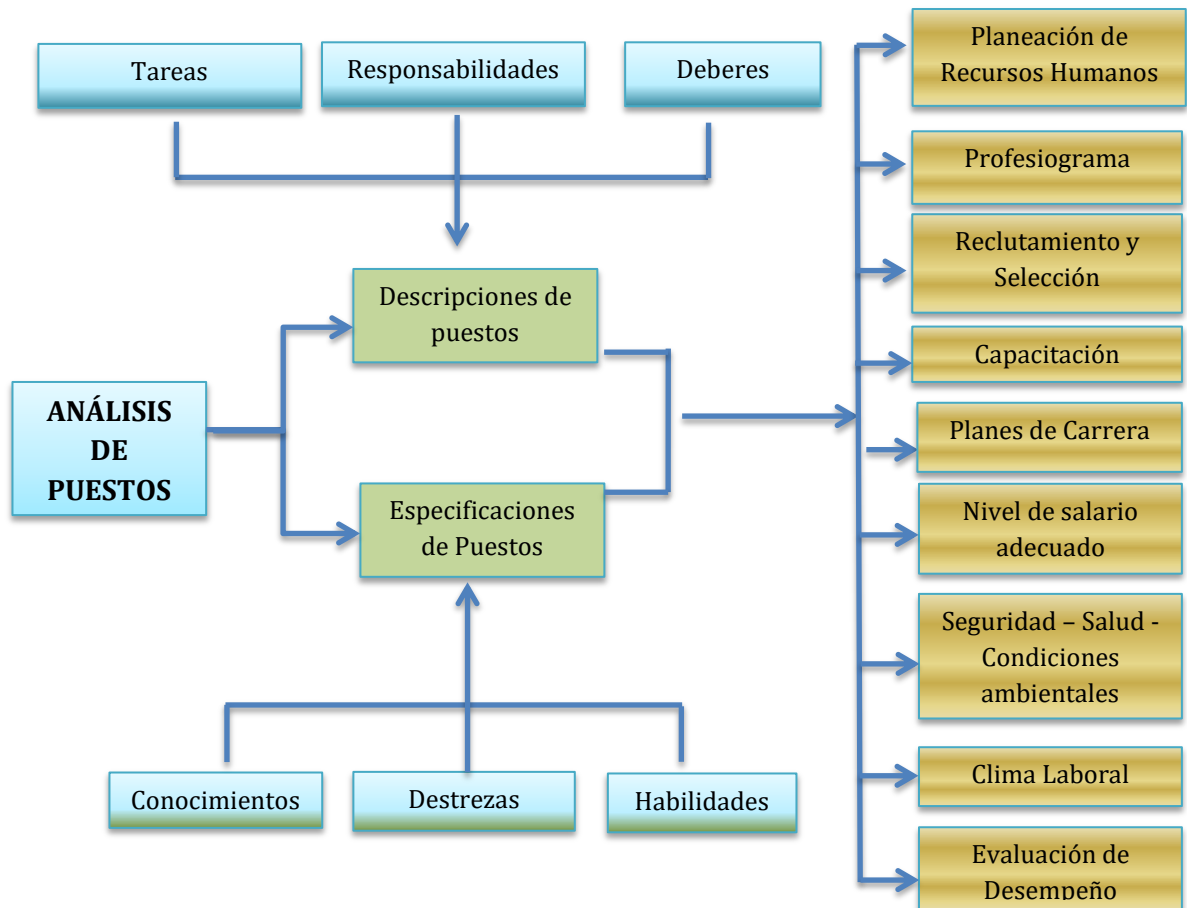 Tareas
Responsabilidades
Deberes
Descripciones de
puestos
ANÁLISIS
DE
PUESTOS
Especificaciones
de Puestos
Conocimientos
Destrezas
Habilidades
Planeación de
Recursos Humanos
Profesiograma
Reclutamiento y
Selección
Capacitación
Planes de Carrera
Nivel de salario
adecuado
Seguridad – Salud -
Condiciones
ambientales
Clima Laboral
Evaluación de
Desempeño